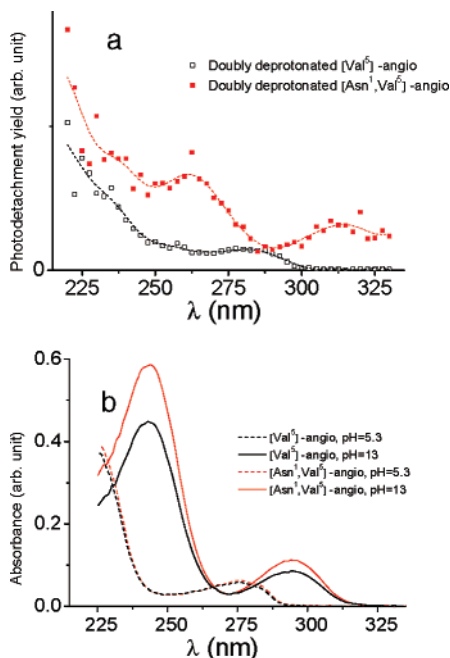 a
Photodetachment yield (arb. unit)
Doubly deprotonated [Val⁵] -angio
Doubly deprotonated [Asn¹,Val⁵] -angio
0
225 250 275 300 325
λ (nm)
b
Absorbance (arb. unit)
0.6
0.4
0.2
0.0
[Val⁵] -angio, pH=5.3
[Val⁵] -angio, pH=13
[Asn¹,Val⁵] -angio, pH=5.3
[Asn¹,Val⁵] -angio, pH=13
225 250 275 300 325
λ (nm)